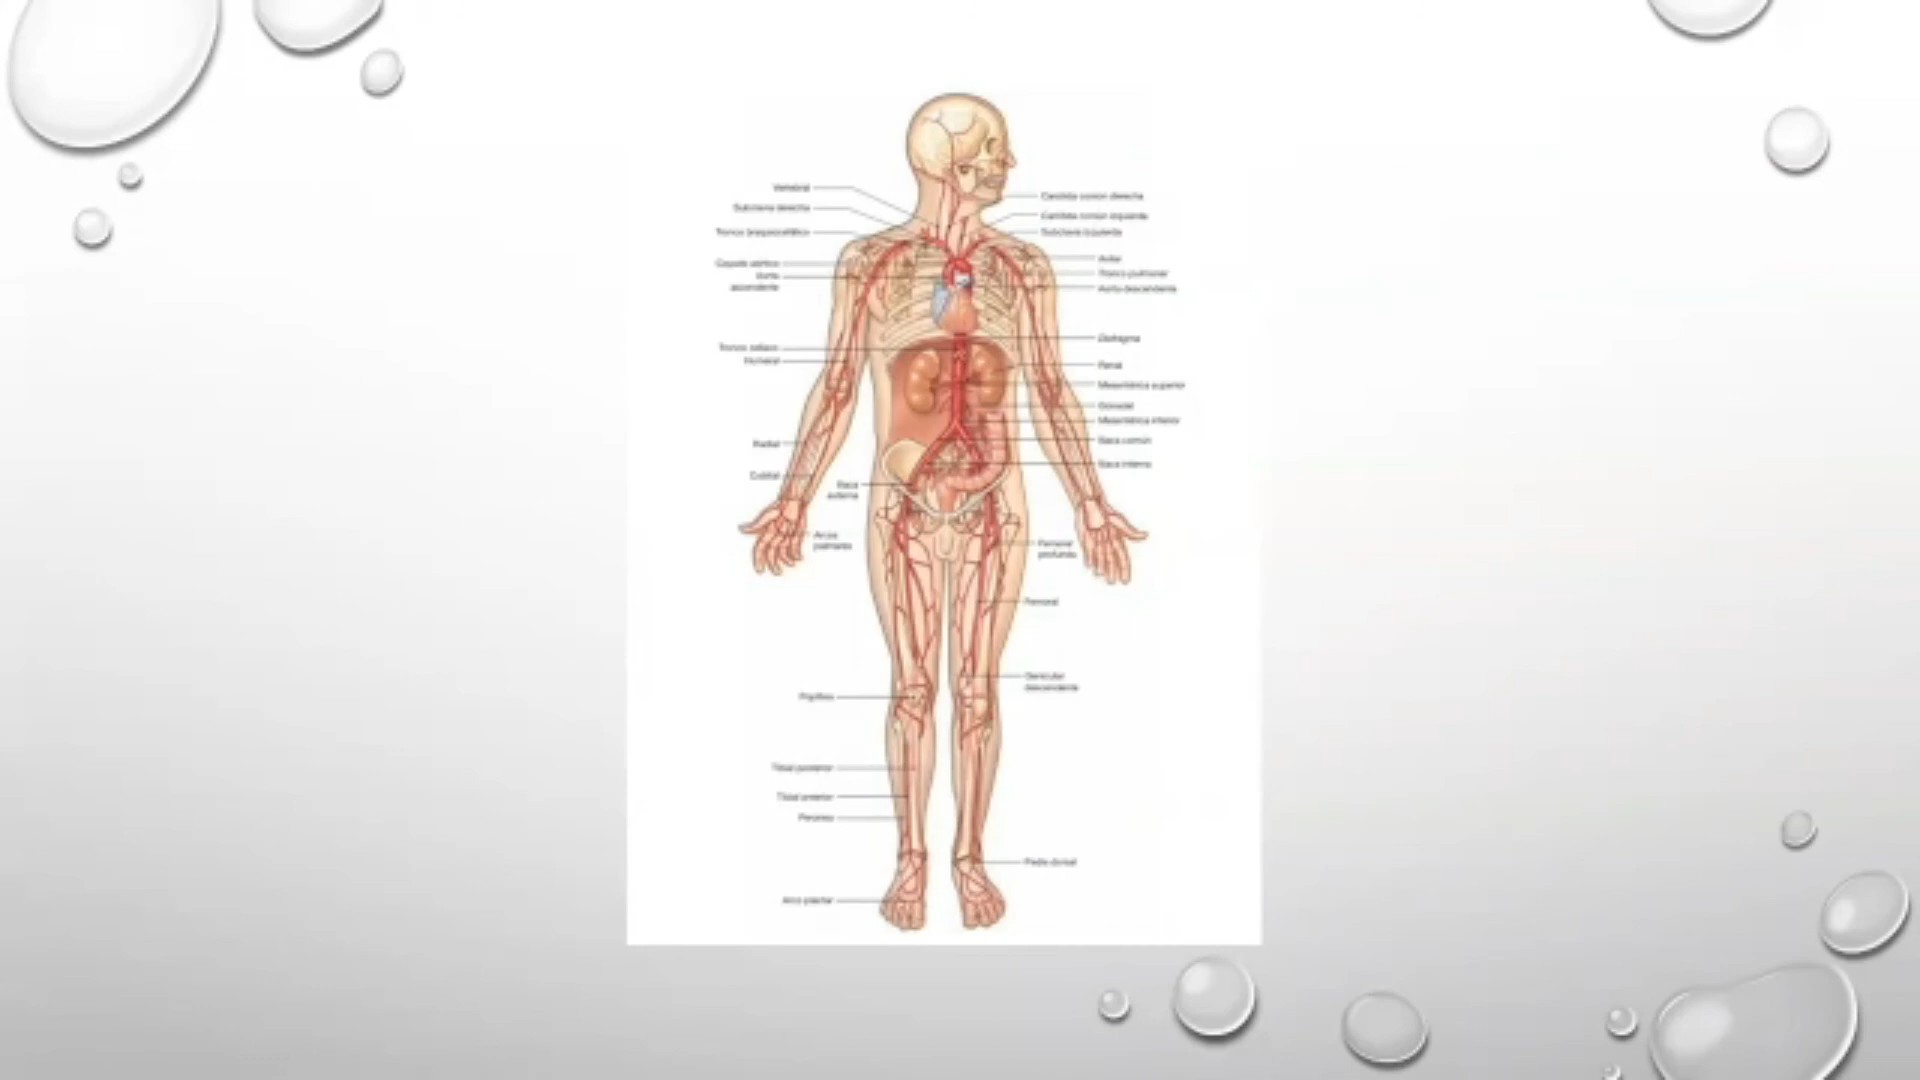 Vertebral
Subclavia derecha
Tronco braquiocefálico
Cayado aórtico
Aorta
ascendente
Tronco celíaco
Humeral
Radial
Cubital
Ilíaca
externa
Arcos
palmares
Poplítea
Tibial posterior
Tibial anterior
Peronea
Arco plantar
Carótida común derecha
Carótida común izquierda
Subclavia izquierda
Axilar
Tronco pulmonar
Aorta descendente
Diafragma
Renal
Mesentérica superior
Gonadal
Mesentérica inferior
Ilíaca común
Ilíaca interna
Femoral
profunda
Femoral
Genicular
descendente
Pedia dorsal